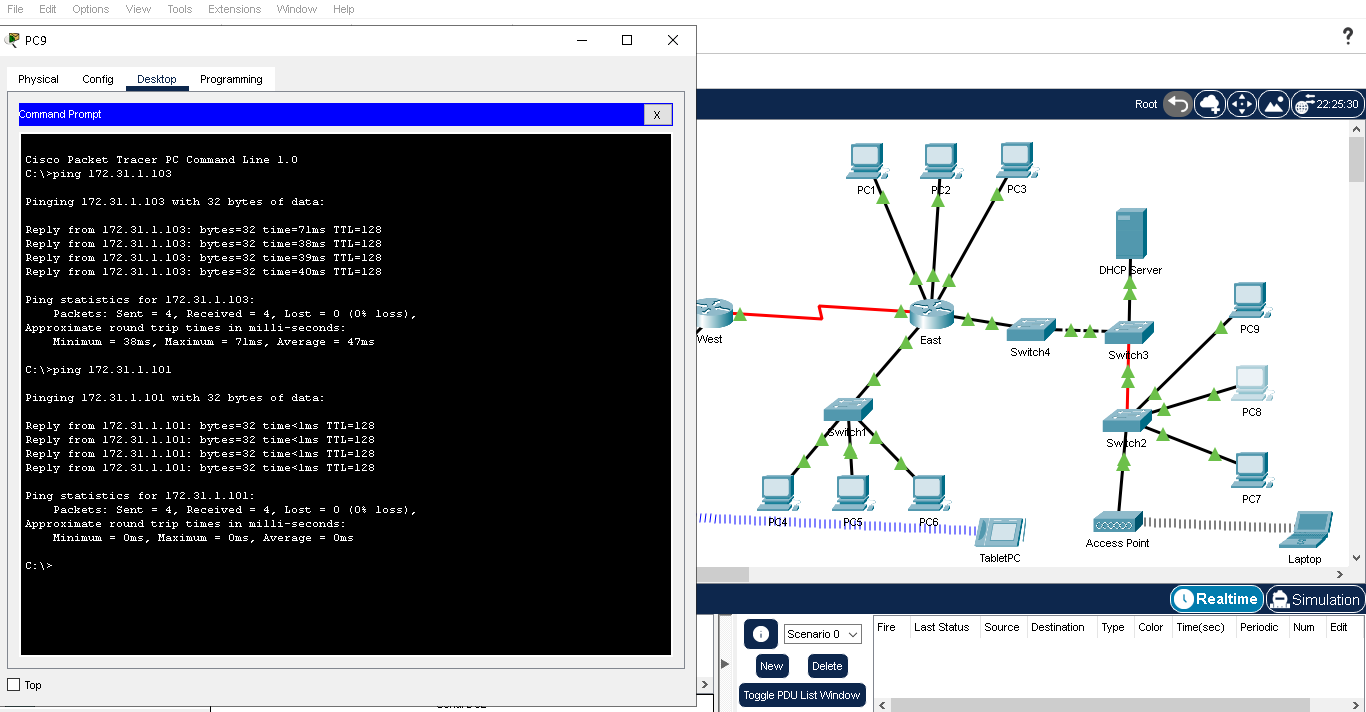 File Edit Options View Tools Extensions Window Help
PC9
?
Physical Config Desktop Programming
Command Prompt
X
Root
22:25:30
Cisco Packet Tracer PC Command Line 1.0
C:\>ping 172.31.1.103
Pinging 172.31.1.103 with 32 bytes of data:
Reply from 172.31.1.103: bytes=32 time=71ms TTL=128
Reply from 172.31.1.103: bytes=32 time=38ms TTL=128
Reply from 172.31.1.103: bytes=32 time=39ms TTL=128
Reply from 172.31.1.103: bytes=32 time=40ms TTL=128
Ping statistics for 172.31.1.103:
Packets: Sent = 4, Received = 4, Lost = 0 (0% loss),
Approximate round trip times in milli-seconds:
Minimum = 38ms, Maximum = 71ms, Average = 47ms
C:\>ping 172.31.1.101
Pinging 172.31.1.101 with 32 bytes of data:
Reply from 172.31.1.101: bytes=32 time<1ms TTL=128
Reply from 172.31.1.101: bytes=32 time<1ms TTL=128
Reply from 172.31.1.101: bytes=32 time<1ms TTL=128
Reply from 172.31.1.101: bytes=32 time<1ms TTL=128
Ping statistics for 172.31.1.101:
Packets: Sent = 4, Received = 4, Lost = 0 (0% loss),
Approximate round trip times in milli-seconds:
Minimum = 0ms, Maximum = 0ms, Average = 0ms
C:\>
Top
PC1
PC2
PC3
DHCP Server
West
East
Switch4
Switch3
PC9
PC8
Switch1
Switch2
PC7
PC4
PC5
PC6
TabletPC
Access Point
Laptop
Realtime
Simulation
Scenario 0
New
Delete
Toggle PDU List Window
Fire Last Status Source Destination Type Color Time(sec) Periodic Num Edit